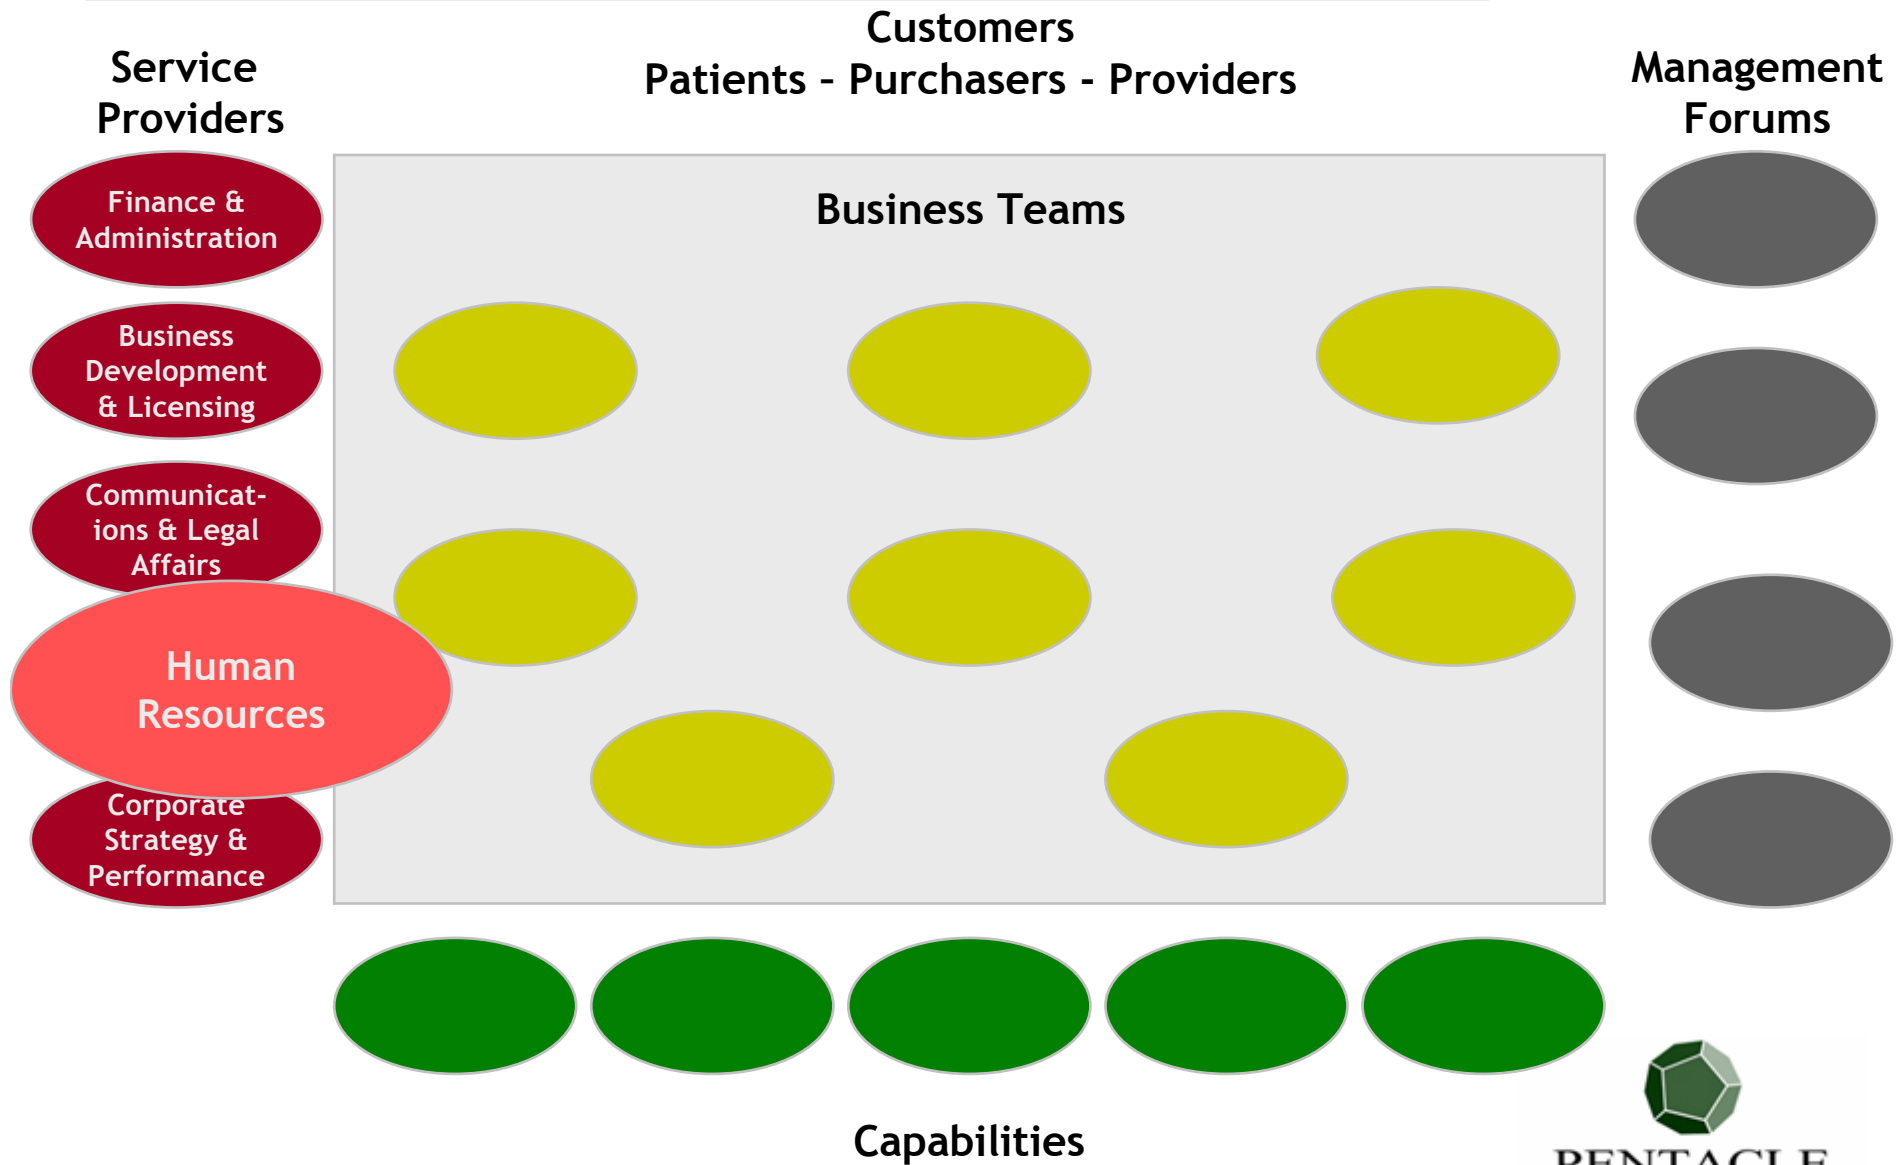 Customers
Patients – Purchasers - Providers
Service
Providers
Management
Forums
Finance &
Administration
Business
Development
& Licensing
Communicat-
ions & Legal
Affairs
Human
Resources
Corporate
Strategy &
Performance
Business Teams
Capabilities
PENTACLE